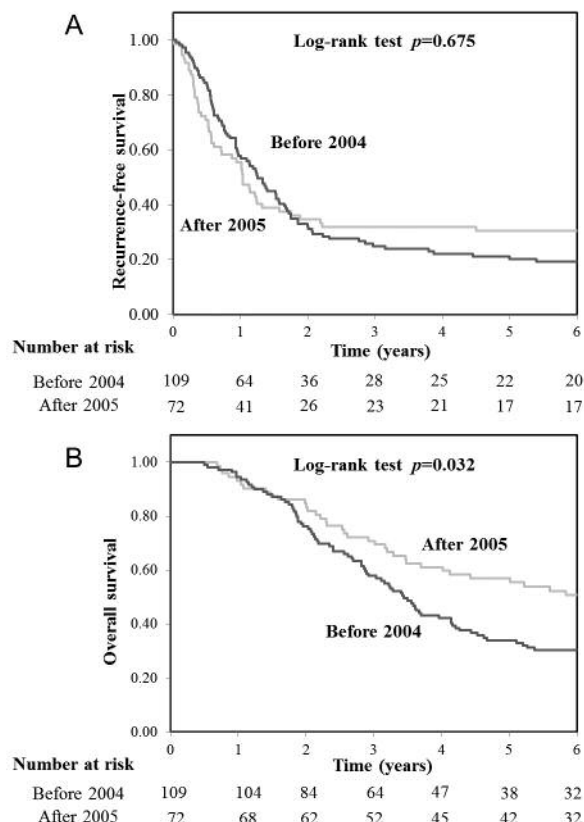 A
Log-rank test p=0.675
1.00
0.80
0.60
0.40
0.20
0.00
Recurrence-free survival
Before 2004
After 2005
0 1 2 3 4 5 6
Time (years)
Number at risk
Before 2004 109 64 36 28 25 22 20
After 2005 72 41 26 23 21 17 17
B
Log-rank test p=0.032
1.00
0.80
0.60
0.40
0.20
0.00
Overall survival
After 2005
Before 2004
0 1 2 3 4 5 6
Time (years)
Number at risk
Before 2004 109 104 84 64 47 38 32
After 2005 72 68 62 52 45 42 32